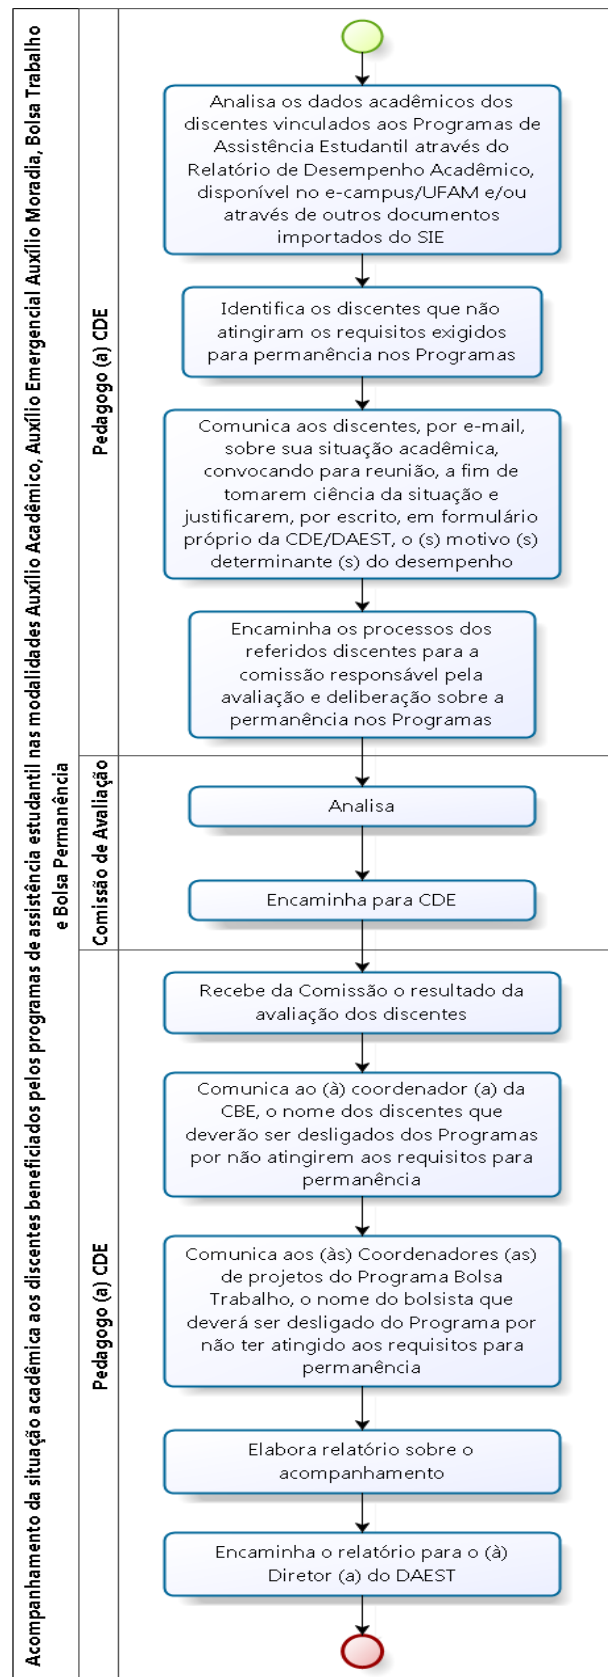 Acompanhamento da situação acadêmica aos discentes beneficiados pelos programas de assistência estudantil nas modalidades Auxílio Acadêmico, Auxílio Emergencial Auxílio Moradia, Bolsa Trabalho
e Bolsa Permanência
Pedagogo (a) CDE
Analisa os dados acadêmicos dos
discentes vinculados aos Programas de
Assistência Estudantil através do
Relatório de Desempenho Acadêmico,
disponível no e-campus/UFAM e/ou
através de outros documentos
importados do SIE
Identifica os discentes que não
atingiram os requisitos exigidos
para permanência nos Programas
Comunica aos discentes, por e-mail,
sobre sua situação acadêmica,
convocando para reunião, a fim de
tomarem ciência da situação e
justificarem, por escrito, em formulário
próprio da CDE/DAEST, o (s) motivo (s)
determinante (s) do desempenho
Encaminha os processos dos
referidos discentes para a
comissão responsável pela
avaliação e deliberação sobre a
permanência nos Programas
Comissão de Avaliação
Analisa
Encaminha para CDE
Pedagogo (a) CDE
Recebe da Comissão o resultado da
avaliação dos discentes
Comunica ao (à) coordenador (a) da
CBE, o nome dos discentes que
deverão ser desligados dos Programas
por não atingirem aos requisitos para
permanência
Comunica aos (às) Coordenadores (as)
de projetos do Programa Bolsa
Trabalho, o nome do bolsista que
deverá ser desligado do Programa por
não ter atingido aos requisitos para
permanência
Elabora relatório sobre o
acompanhamento
Encaminha o relatório para o (à)
Diretor (a) do DAEST